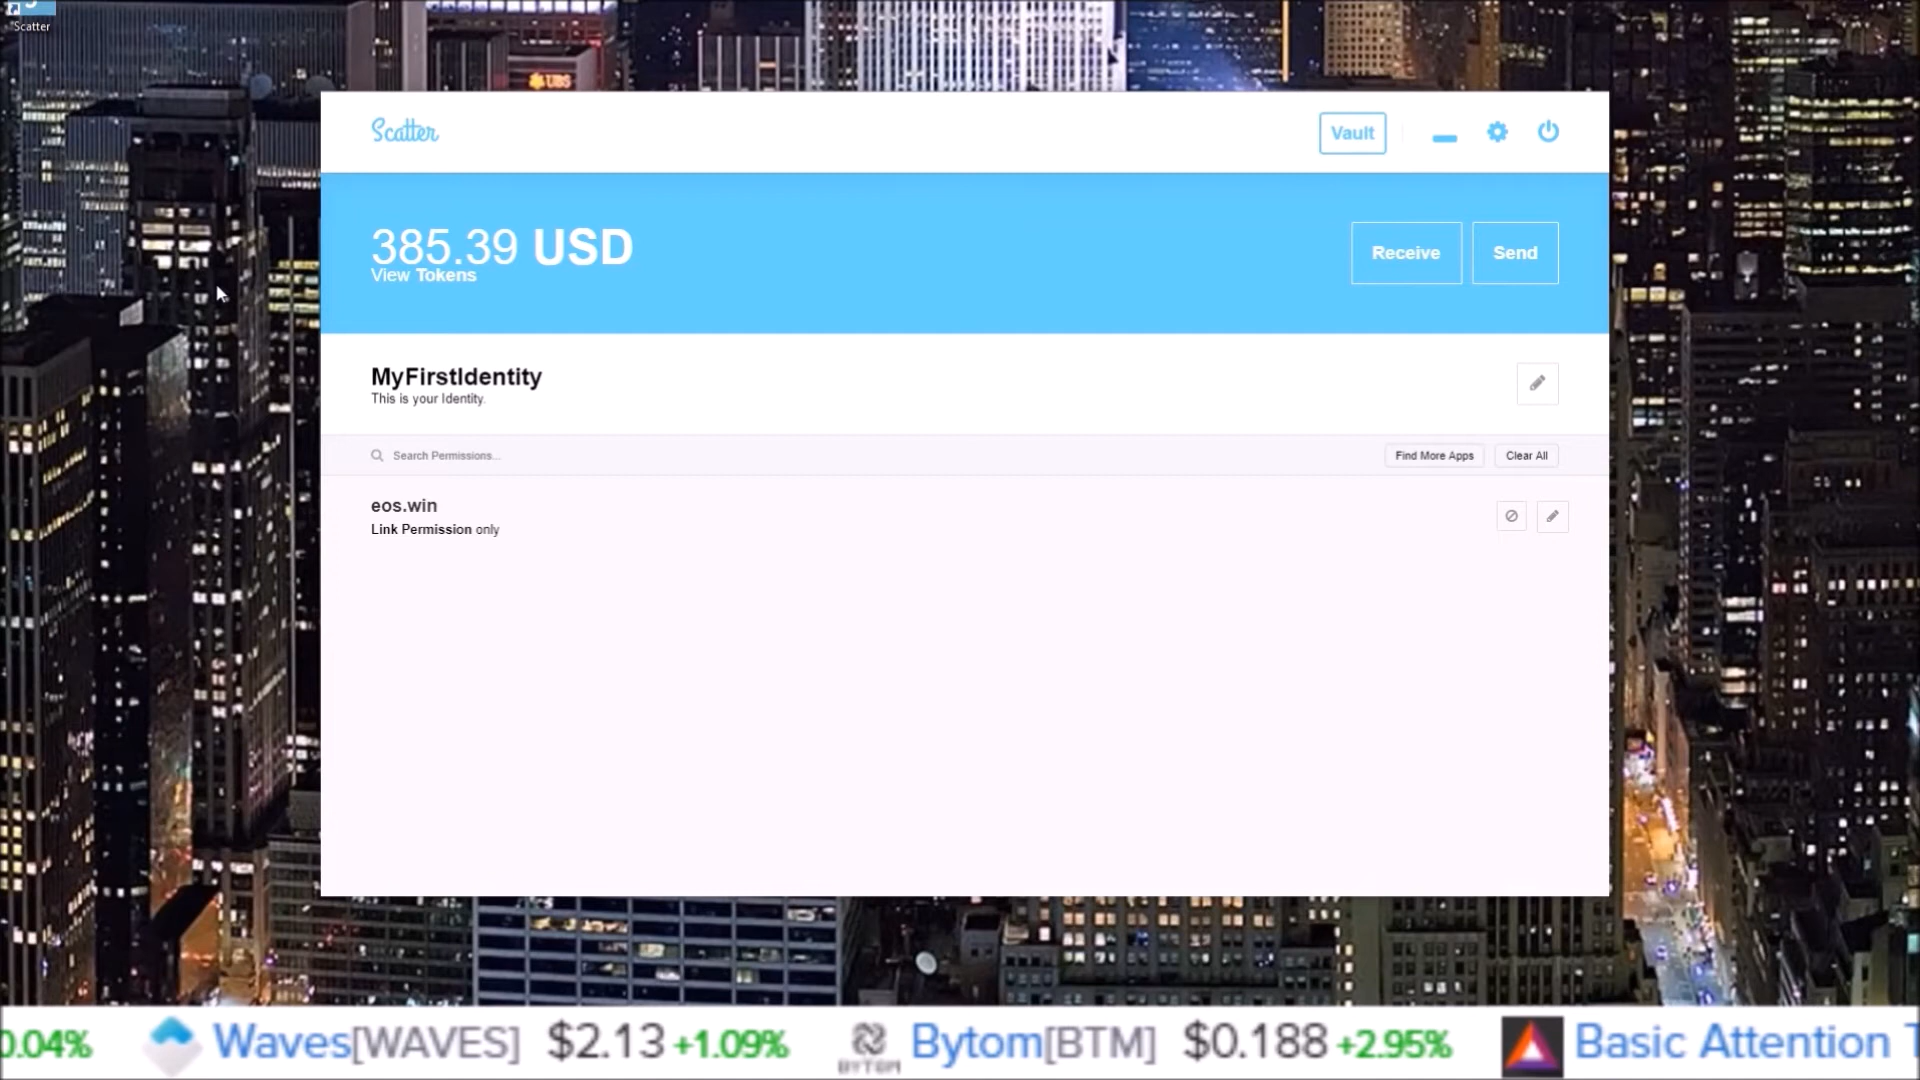 Scatter
UBS
Scatter
Vault
385.39 USD
View Tokens
Receive
Send
MyFirstIdentity
This is your Identity.
Search Permissions...
Find More Apps
Clear All
eos.win
Link Permission only
0.04%
Waves[WAVES] $2.13 +1.09%
BYTOM
Bytom[BTM] $0.188 +2.95%
Basic Attention T